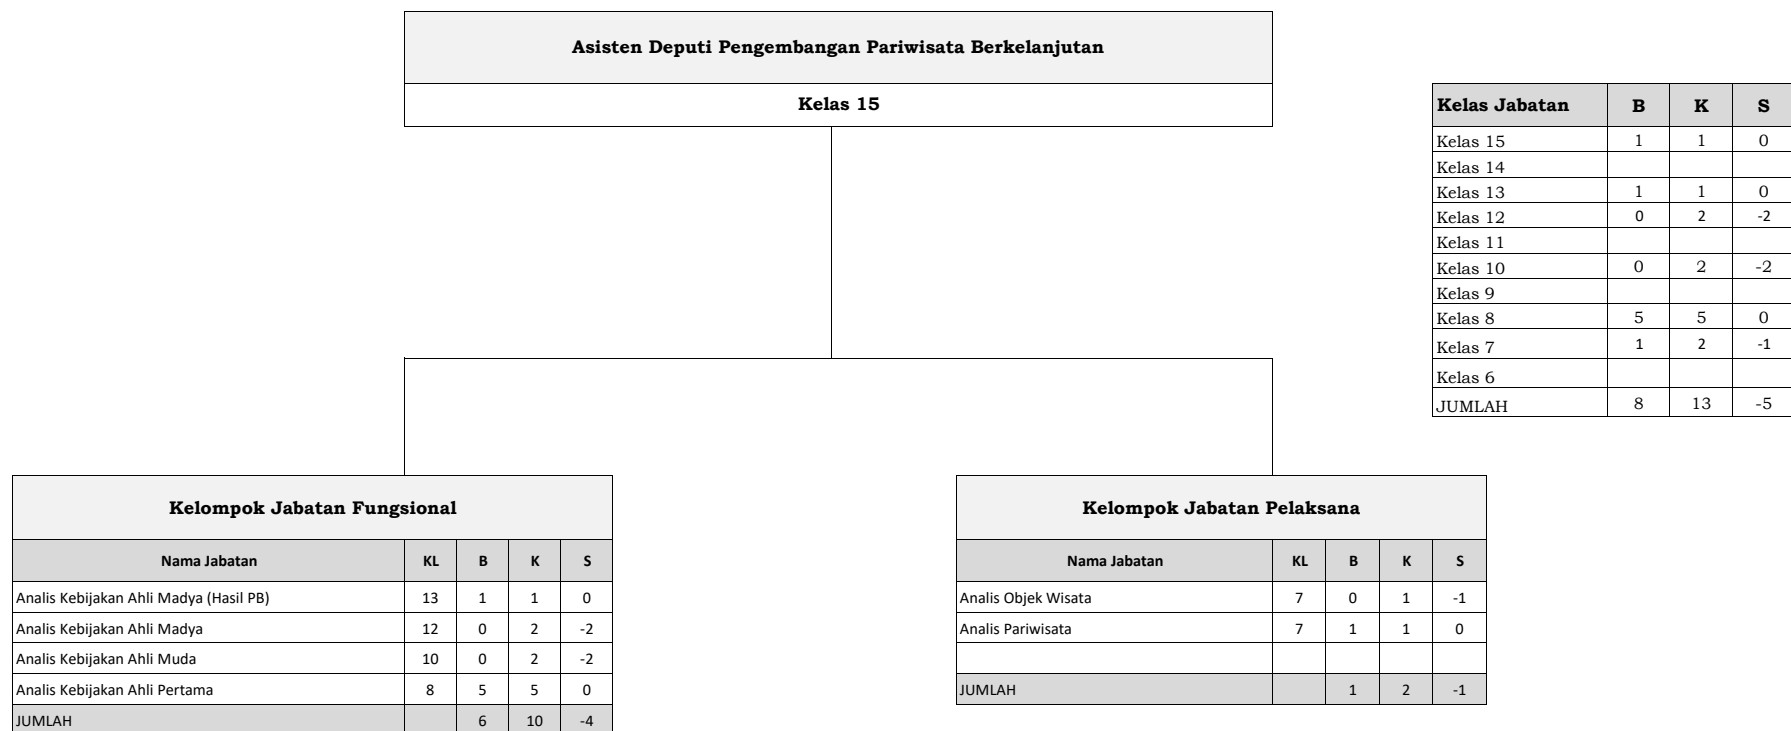 Asisten Deputi Pengembangan Pariwisata Berkelanjutan
Kelas 15
Kelas Jabatan B K S
Kelas 15 1 1 0
Kelas 14
Kelas 13 1 1 0
Kelas 12 0 2 -2
Kelas 11
Kelas 10 0 2 -2
Kelas 9
Kelas 8 5 5 0
Kelas 7 1 2 -1
Kelas 6
JUMLAH 8 13 -5
Kelompok Jabatan Fungsional
Nama Jabatan KL B K S
Analis Kebijakan Ahli Madya (Hasil PB) 13 1 1 0
Analis Kebijakan Ahli Madya 12 0 2 -2
Analis Kebijakan Ahli Muda 10 0 2 -2
Analis Kebijakan Ahli Pertama 8 5 5 0
JUMLAH 6 10 -4
Kelompok Jabatan Pelaksana
Nama Jabatan KL B K S
Analis Objek Wisata 7 0 1 -1
Analis Pariwisata 7 1 1 0
JUMLAH 1 2 -1